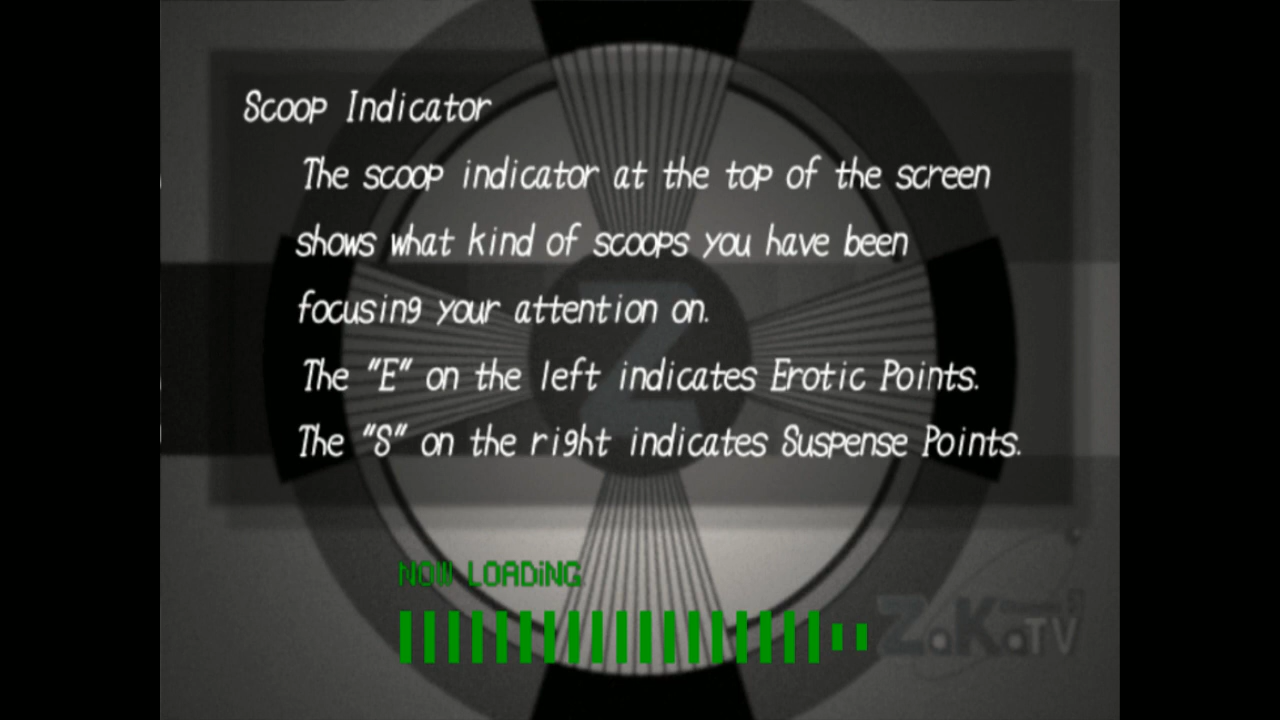 Scoop Indicator
The scoop indicator at the top of the screen
shows what kind of scoops you have been
focusing your attention on.
The "E" on the left indicates Erotic Points.
The "S" on the right indicates Suspense Points.
Z
NOW LOADiNG
ZaKa TV